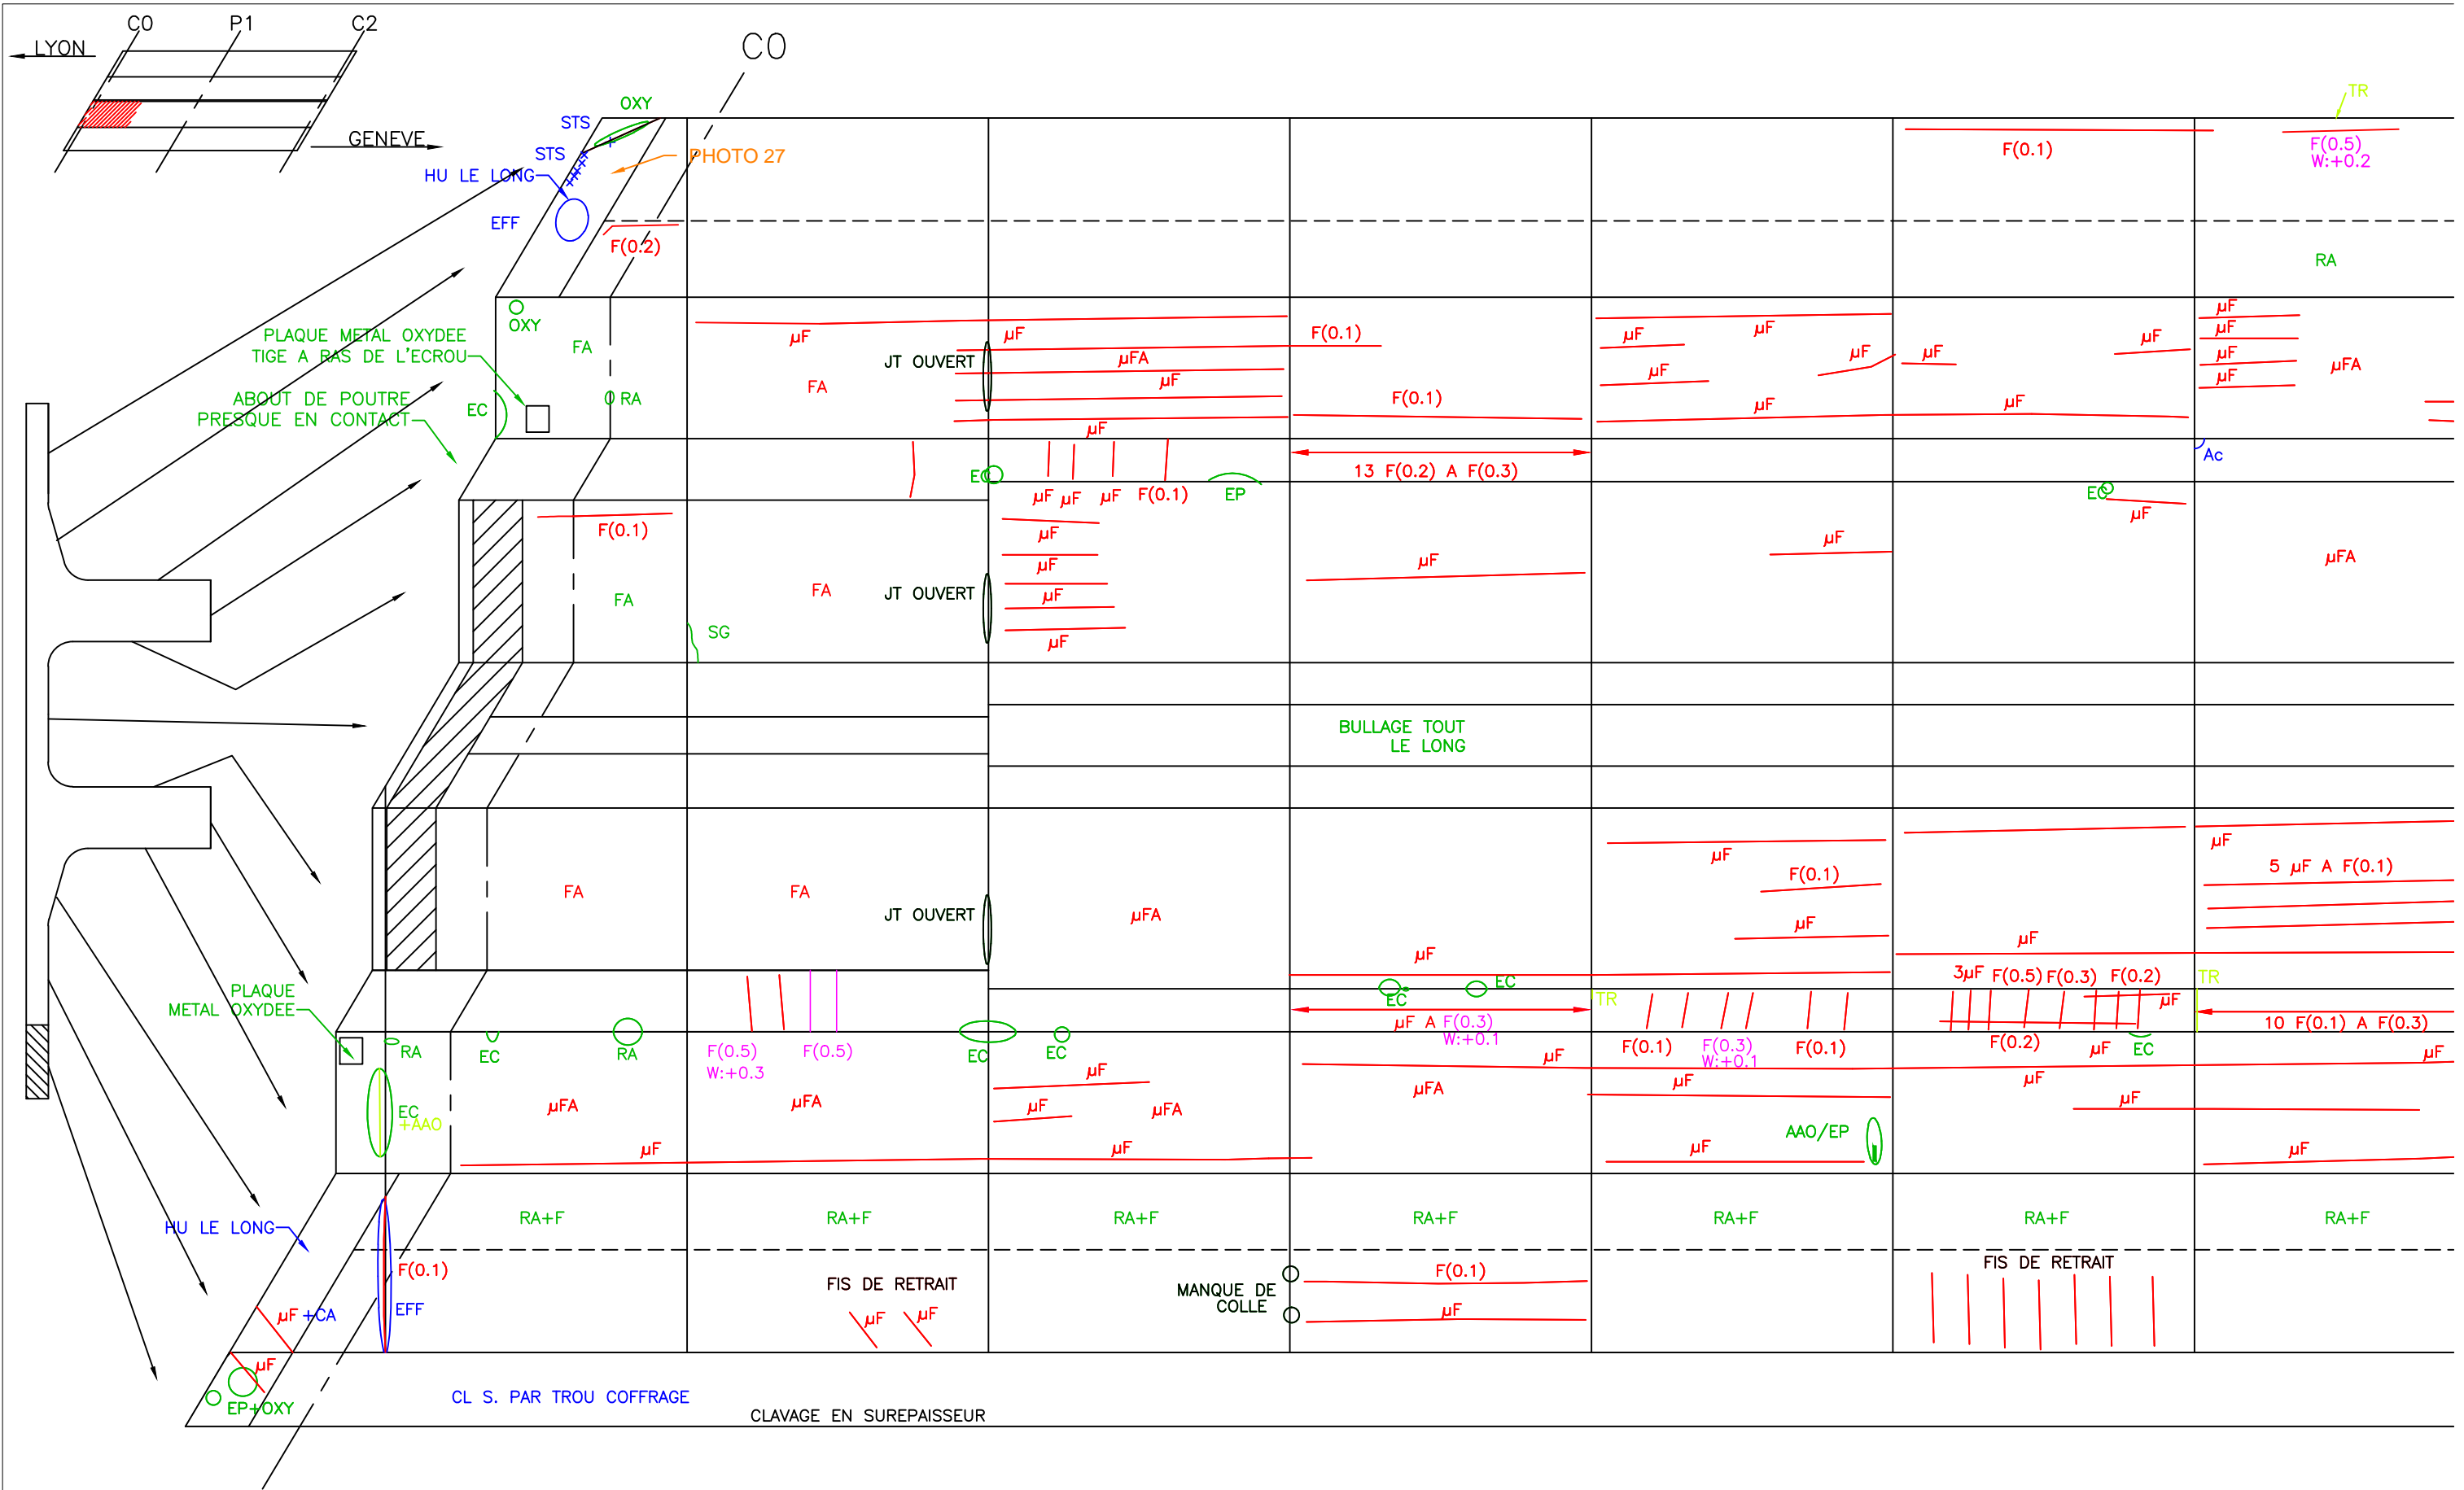 C0 P1 C2
LYON
GENEVE
C0
OXY
STS
STS
PHOTO 27
HU LE LONG
EFF
F(0.2)
TR
F(0.1)
F(0.5)
W:+0.2
RA
OXY
PLAQUE METAL OXYDEE
TIGE A RAS DE L'ECROU
FA
ABOUT DE POUTRE
PRESQUE EN CONTACT
EC
RA
µF
FA
JT OUVERT
µF
µFA
µF
µF
F(0.1)
F(0.1)
µF
µF
µF
µF
µF
µF
µF
µF
µF
µF
µF
µF
µFA
EC
µF µF µF F(0.1)
EP
13 F(0.2) A F(0.3)
Ac
EC
µF
F(0.1)
FA
FA
SG
JT OUVERT
µF
µF
µF
µF
µF
µF
µFA
BULLAGE TOUT
LE LONG
FA
FA
JT OUVERT
µFA
µF
µF
F(0.1)
µF
µF
µF
5 µF A F(0.1)
PLAQUE
METAL OXYDEE
EC
EC
TR
3µF F(0.5) F(0.3) F(0.2)
µF
TR
µF A F(0.3)
W:+0.1
10 F(0.1) A F(0.3)
RA
EC
RA
F(0.5)
W:+0.3
F(0.5)
EC
EC
F(0.1)
F(0.3)
W:+0.1
F(0.1)
F(0.2)
µF
EC
µF
µF
µF
µF
µF
EC
+AAO
µFA
µFA
µF
µFA
µFA
µF
AAO/EP
µF
µF
µF
µF
RA+F
RA+F
RA+F
RA+F
RA+F
RA+F
RA+F
HU LE LONG
F(0.1)
EFF
µF +CA
FIS DE RETRAIT
µF
µF
MANQUE DE
COLLE
F(0.1)
µF
FIS DE RETRAIT
µF
EP+OXY
CL S. PAR TROU COFFRAGE
CLAVAGE EN SUREPAISSEUR